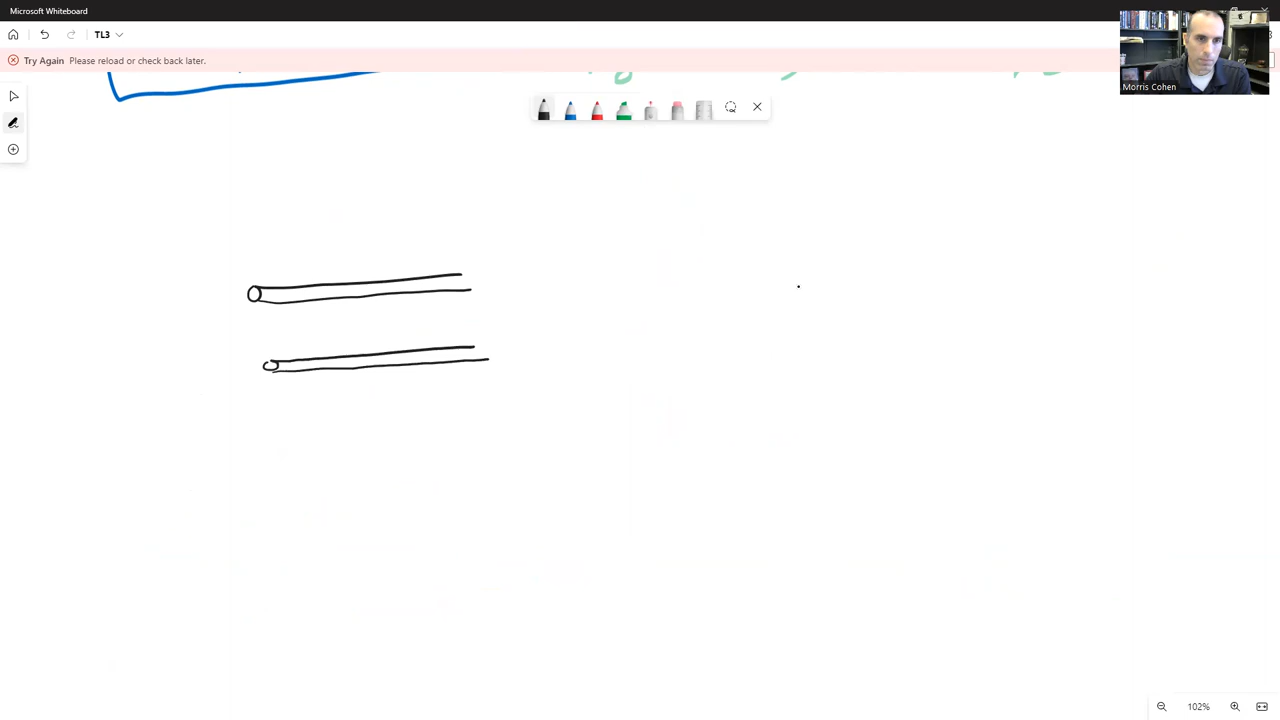 Microsoft Whiteboard
TL3
Try Again Please reload or check back later.
Morris Cohen
102%